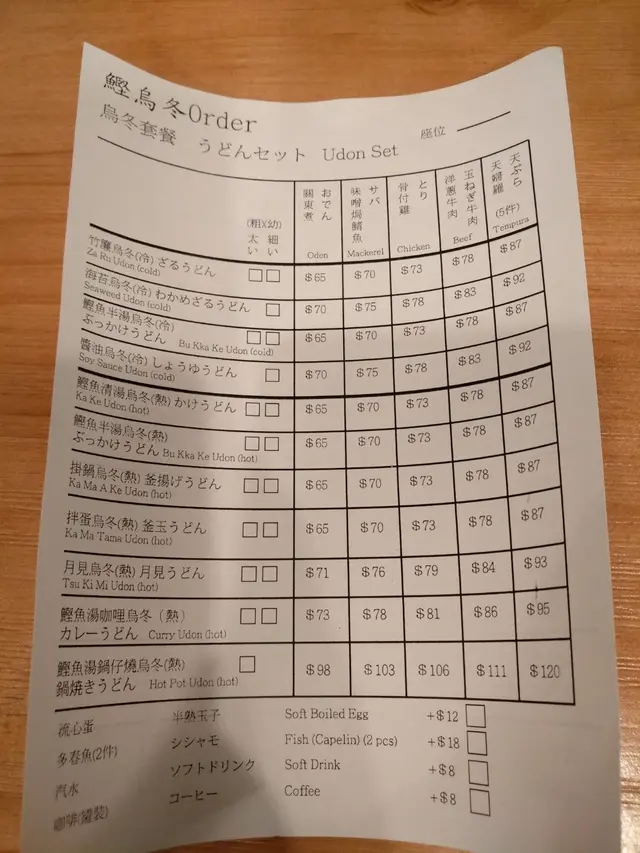 鰹烏冬Order
烏冬套餐 うどんセット Udon Set 座位
(粗)X(幼) 太い 細い
關東煮 おでん Oden
味噌焗鯖魚 サバ Mackerel
骨付雞 とり Chicken
洋蔥牛肉 玉ねぎ牛肉 Beef
天婦羅 天ぷら (5件) Tempura
竹簾烏冬(冷) ざるうどん $65 $70 $73 $78 $87
Za Ru Udon (cold)
海苔烏冬(冷) わかめざるうどん $70 $75 $78 $83 $92
Seaweed Udon (cold)
鰹魚半湯烏冬(冷) $65 $70 $73 $78 $87
ぶっかけうどん Bu Kka Ke Udon (cold)
醬油烏冬(冷) しょうゆうどん $70 $75 $78 $83 $92
Soy Sauce Udon (cold)
鰹魚清湯烏冬(熱) かけうどん $65 $70 $73 $78 $87
Ka Ke Udon (hot)
鰹魚半湯烏冬(熱) $65 $70 $73 $78 $87
ぶっかけうどん Bu Kka Ke Udon (hot)
掛鍋烏冬(熱) 釜揚げうどん $65 $70 $73 $78 $87
Ka Ma A Ke Udon (hot)
拌蛋烏冬(熱) 釜玉うどん $65 $70 $73 $78 $87
Ka Ma Tama Udon (hot)
月見烏冬(熱) 月見うどん $71 $76 $79 $84 $93
Tsu Ki Mi Udon (hot)
鰹魚湯咖哩烏冬（熱） $73 $78 $81 $86 $95
カレーうどん Curry Udon (hot)
鰹魚湯鍋仔燒烏冬(熱) $98 $103 $106 $111 $120
鍋焼きうどん Hot Pot Udon (hot)
流心蛋 半熟玉子 Soft Boiled Egg +$12
多春魚(2件) シシャモ Fish (Capelin) (2 pcs) +$18
汽水 ソフトドリンク Soft Drink +$8
咖啡(罐裝) コーヒー Coffee +$8